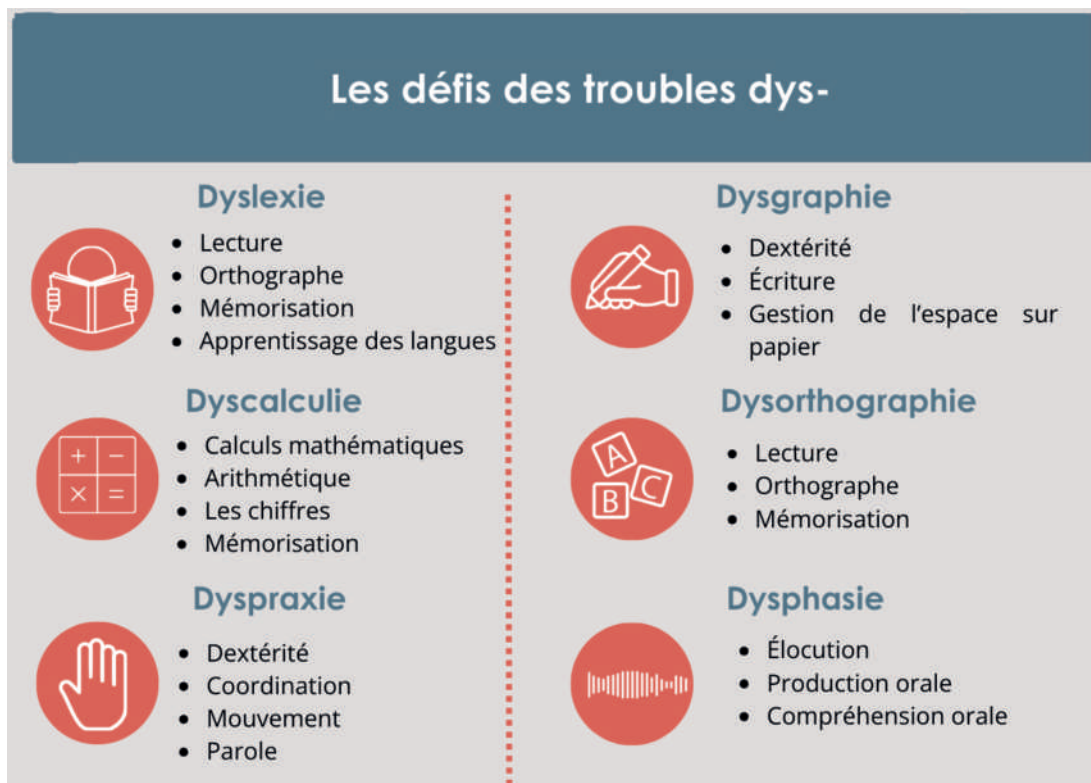 Les défis des troubles dys-
Dyslexie
• Lecture
• Orthographe
• Mémorisation
• Apprentissage des langues
Dyscalculie
+ −
× =
• Calculs mathématiques
• Arithmétique
• Les chiffres
• Mémorisation
Dyspraxie
• Dextérité
• Coordination
• Mouvement
• Parole
Dysgraphie
• Dextérité
• Écriture
• Gestion de l'espace sur
papier
Dysorthographie
A
B C
• Lecture
• Orthographe
• Mémorisation
Dysphasie
• Élocution
• Production orale
• Compréhension orale